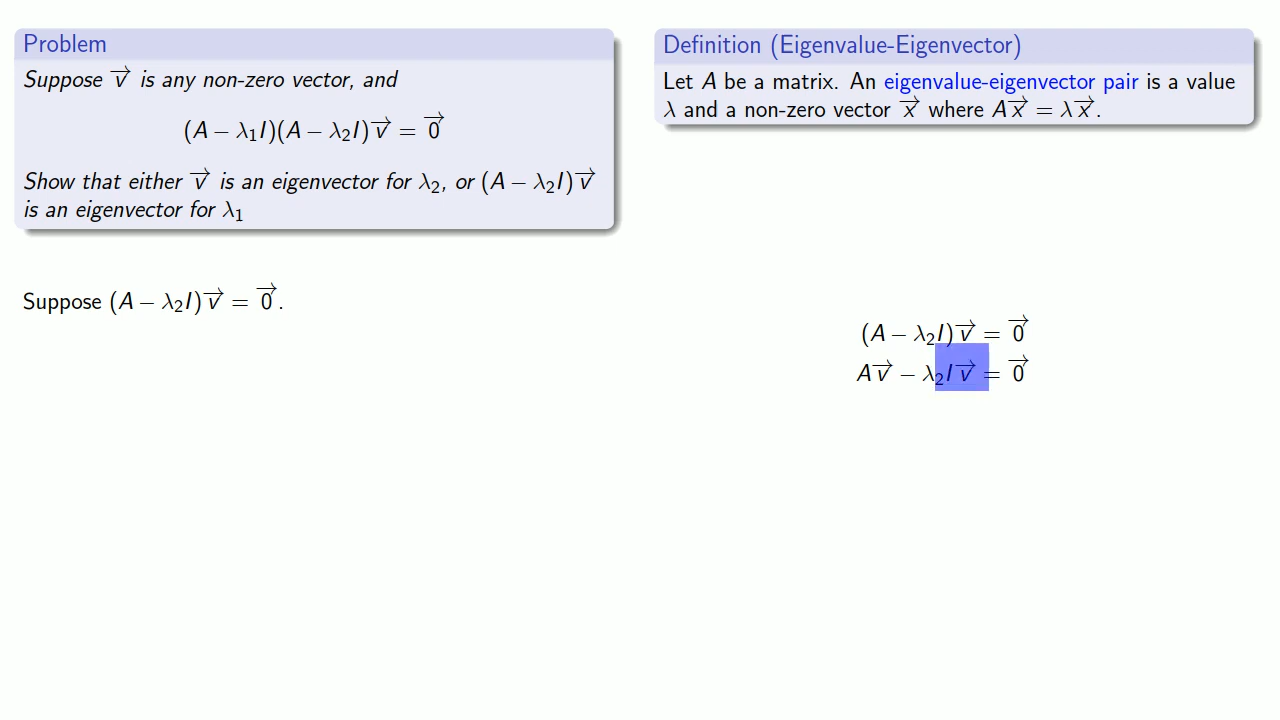 Problem
Suppose v⃗ is any non-zero vector, and
(A − λ₁I)(A − λ₂I)v⃗ = 0⃗
Show that either v⃗ is an eigenvector for λ₂, or (A − λ₂I)v⃗
is an eigenvector for λ₁
Definition (Eigenvalue-Eigenvector)
Let A be a matrix. An eigenvalue-eigenvector pair is a value
λ and a non-zero vector x⃗ where Ax⃗ = λx⃗.
Suppose (A − λ₂I)v⃗ = 0⃗.
(A − λ₂I)v⃗ = 0⃗
Av⃗ − λ₂Iv⃗ = 0⃗